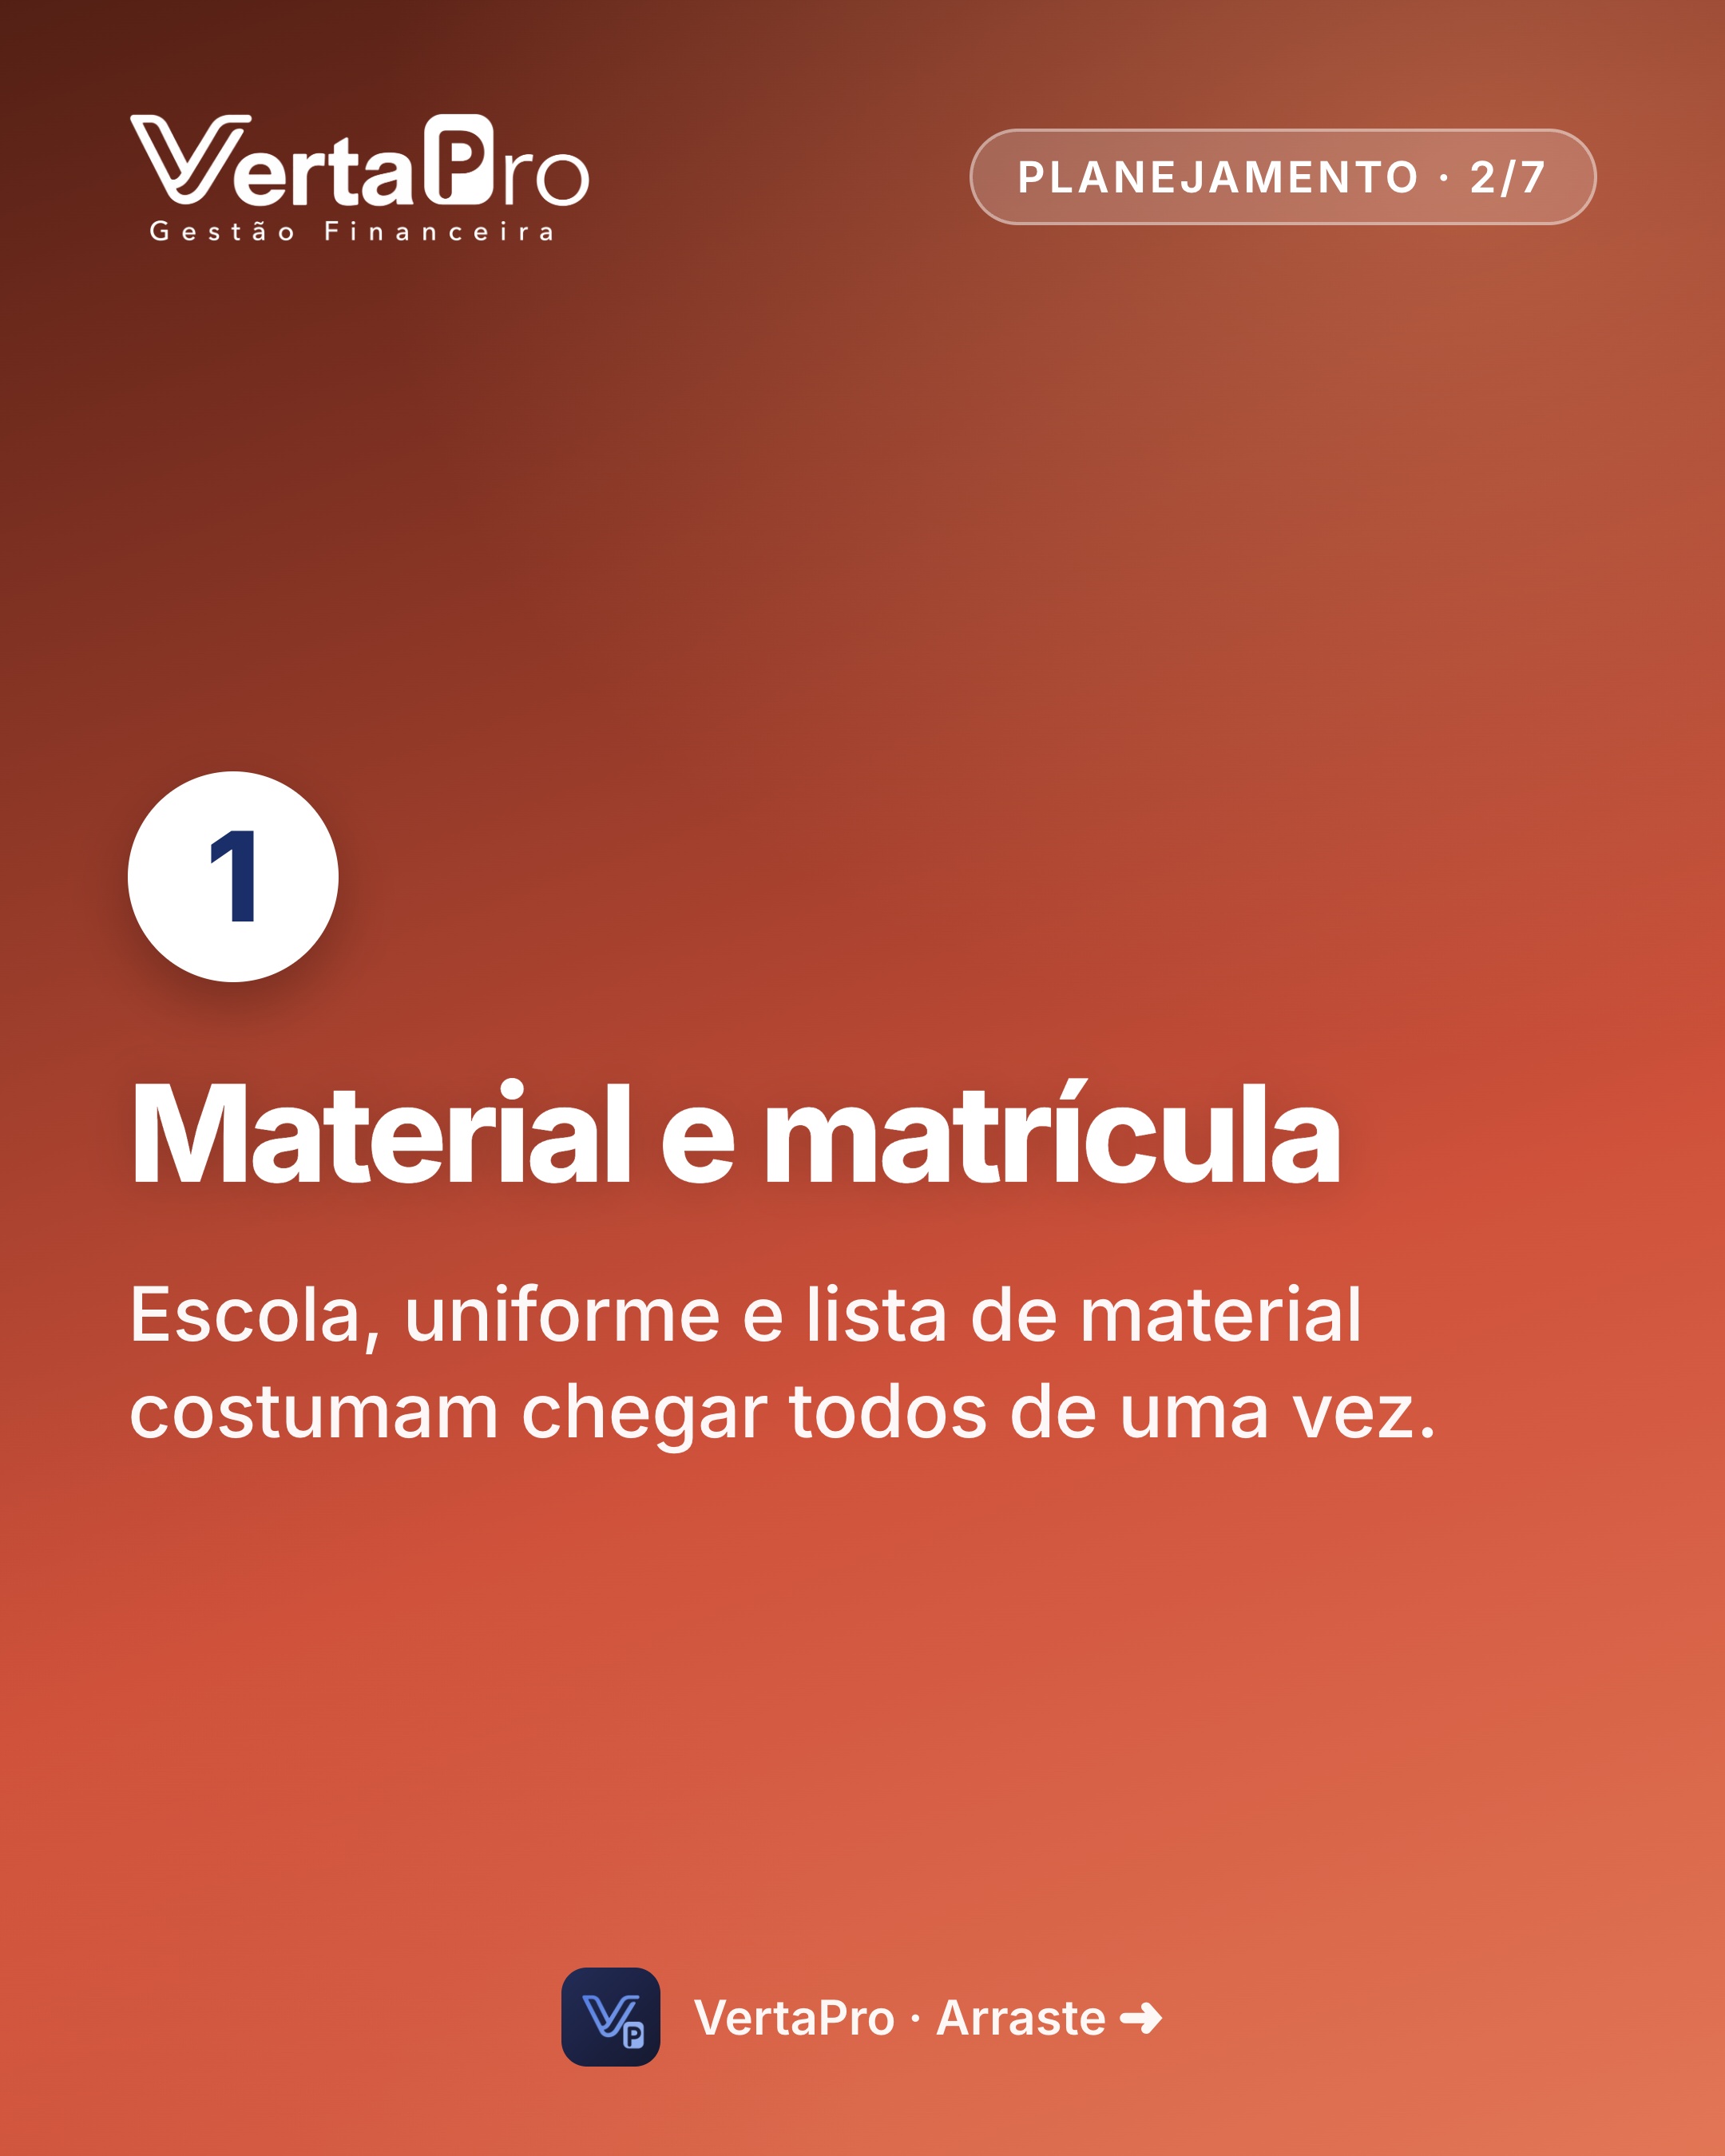 VertaPro
Gestão Financeira
PLANEJAMENTO · 2/7
1
Material e matrícula
Escola, uniforme e lista de material
costumam chegar todos de uma vez.
VertaPro · Arraste ➜